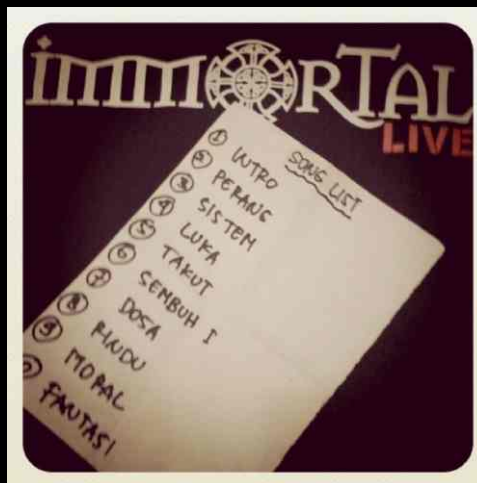 IMMORTAL
LIVE
SONG LIST
① INTRO
② PERANG
③ SISTEM
④ LUKA
⑤ TAKUT
⑥ SEMBUH I
⑦ DOSA
⑧ RINDU
⑨ MORAL
FANTASI